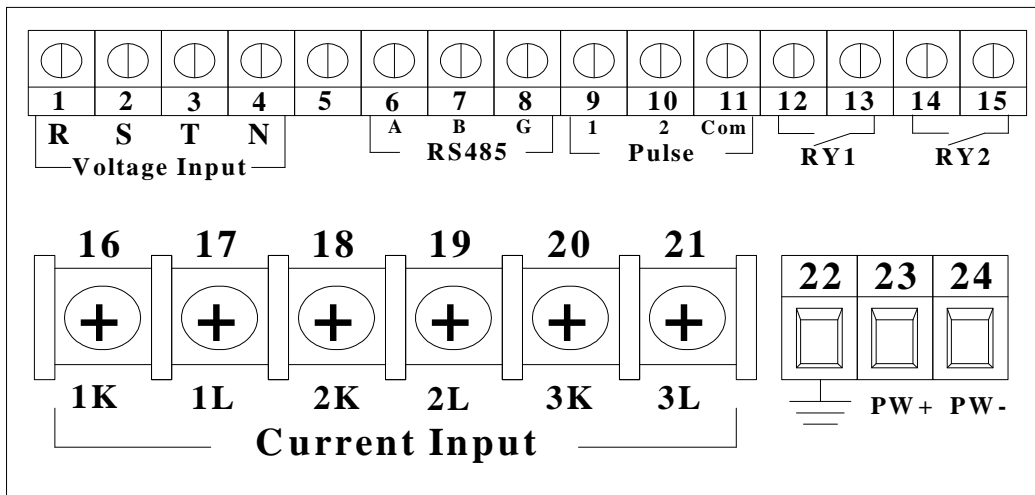 1 2 3 4 5 6 7 8 9 10 11 12 13 14 15
R S T N A B G 1 2 Com
Voltage Input RS485 Pulse RY1 RY2
16 17 18 19 20 21 22 23 24
1K 1L 2K 2L 3K 3L PW+ PW-
Current Input